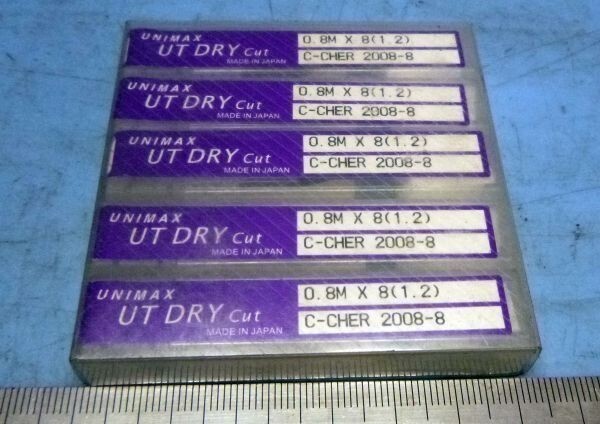 UNIMAX
UT DRY Cut
MADE IN JAPAN
0.8M X 8(1.2)
C-CHER 2008-8
UNIMAX
UT DRY Cut
MADE IN JAPAN
0.8M X 8(1.2)
C-CHER 2008-8
UNIMAX
UT DRY Cut
MADE IN JAPAN
0.8M X 8(1.2)
C-CHER 2008-8
UNIMAX
UT DRY Cut
MADE IN JAPAN
0.8M X 8(1.2)
C-CHER 2008-8
UNIMAX
UT DRY Cut
MADE IN JAPAN
0.8M X 8(1.2)
C-CHER 2008-8